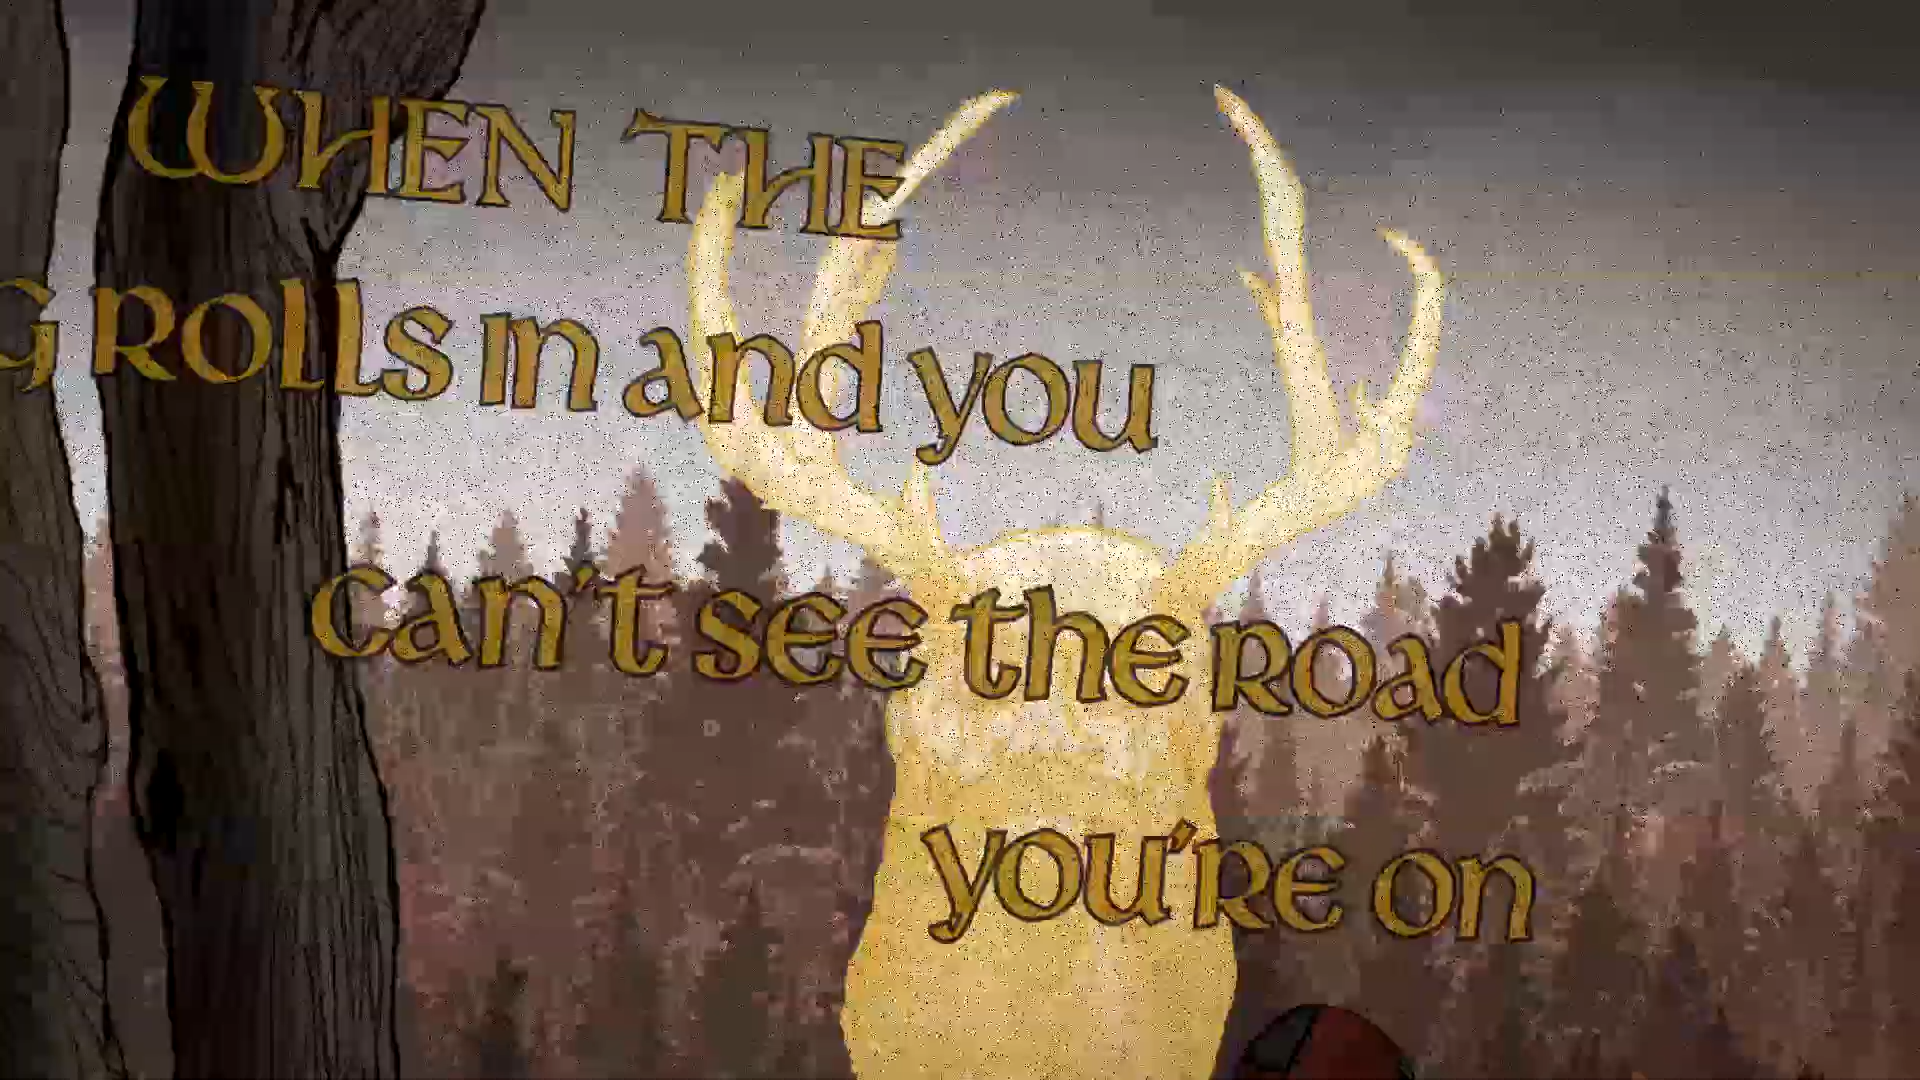 WHEN THE
G ROLLS IN and you
can't see the ROad
you're on